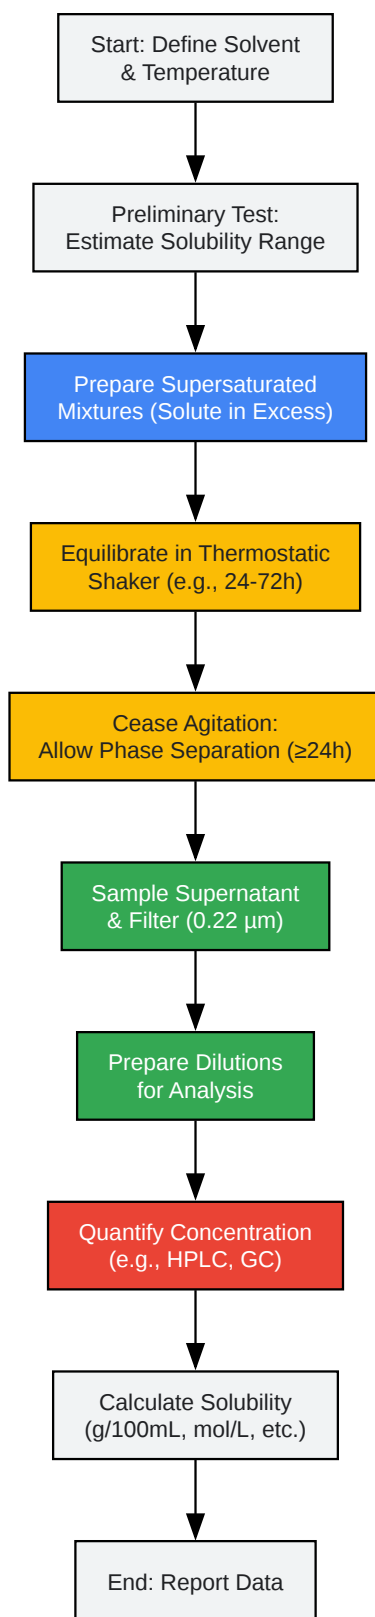 Start: Define Solvent
& Temperature
Preliminary Test:
Estimate Solubility Range
Prepare Supersaturated
Mixtures (Solute in Excess)
Equilibrate in Thermostatic
Shaker (e.g., 24-72h)
Cease Agitation:
Allow Phase Separation (≥24h)
Sample Supernatant
& Filter (0.22 µm)
Prepare Dilutions
for Analysis
Quantify Concentration
(e.g., HPLC, GC)
Calculate Solubility
(g/100mL, mol/L, etc.)
End: Report Data